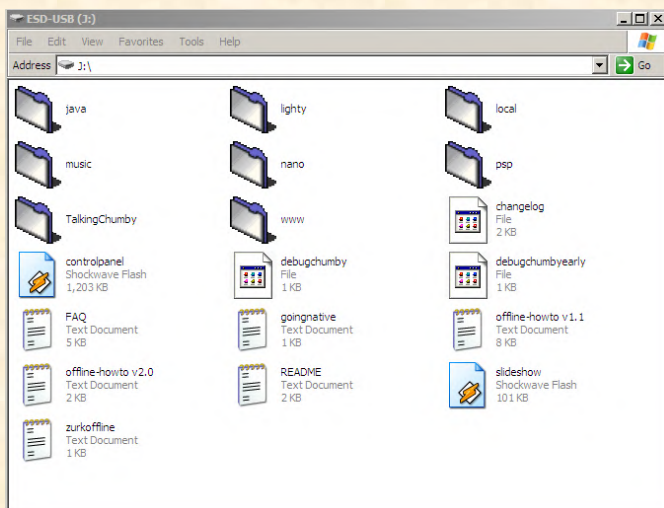 ESD-USB (J:)
File Edit View Favorites Tools Help
Address J:\ Go
java
lighty
local
music
nano
psp
TalkingChumby
www
changelog
File
2 KB
controlpanel
Shockwave Flash
1,203 KB
debugchumby
File
1 KB
debugchumbyearly
File
1 KB
FAQ
Text Document
5 KB
goingnative
Text Document
1 KB
offline-howto v1.1
Text Document
8 KB
offline-howto v2.0
Text Document
2 KB
README
Text Document
2 KB
slideshow
Shockwave Flash
101 KB
zurkoffline
Text Document
1 KB